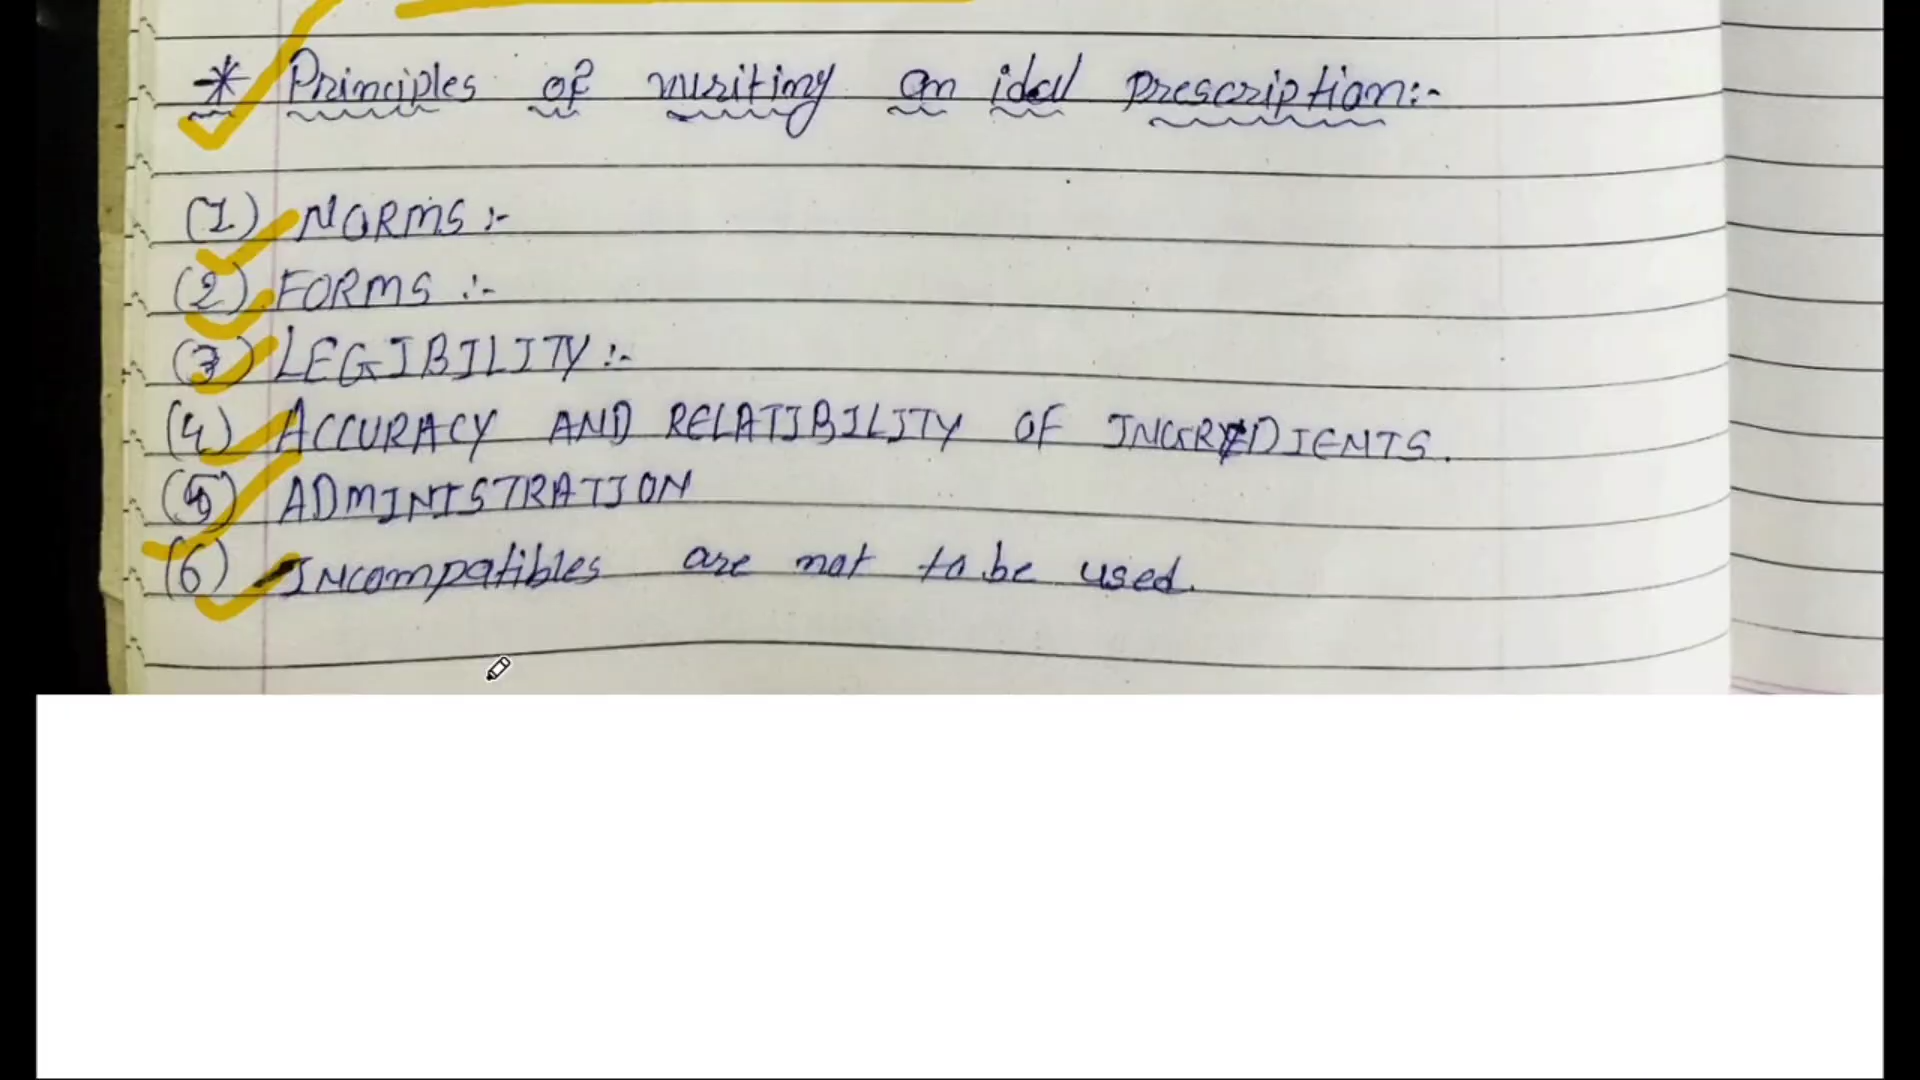 * Principles of writing an ideal Prescription:-
(1) NORMS :-
(2) FORMS :-
(3) LEGIBILITY :-
(4) ACCURACY AND RELATIBILITY OF INGREDIENTS.
(5) ADMINISTRATION
(6) Incompatibles are not to be used.